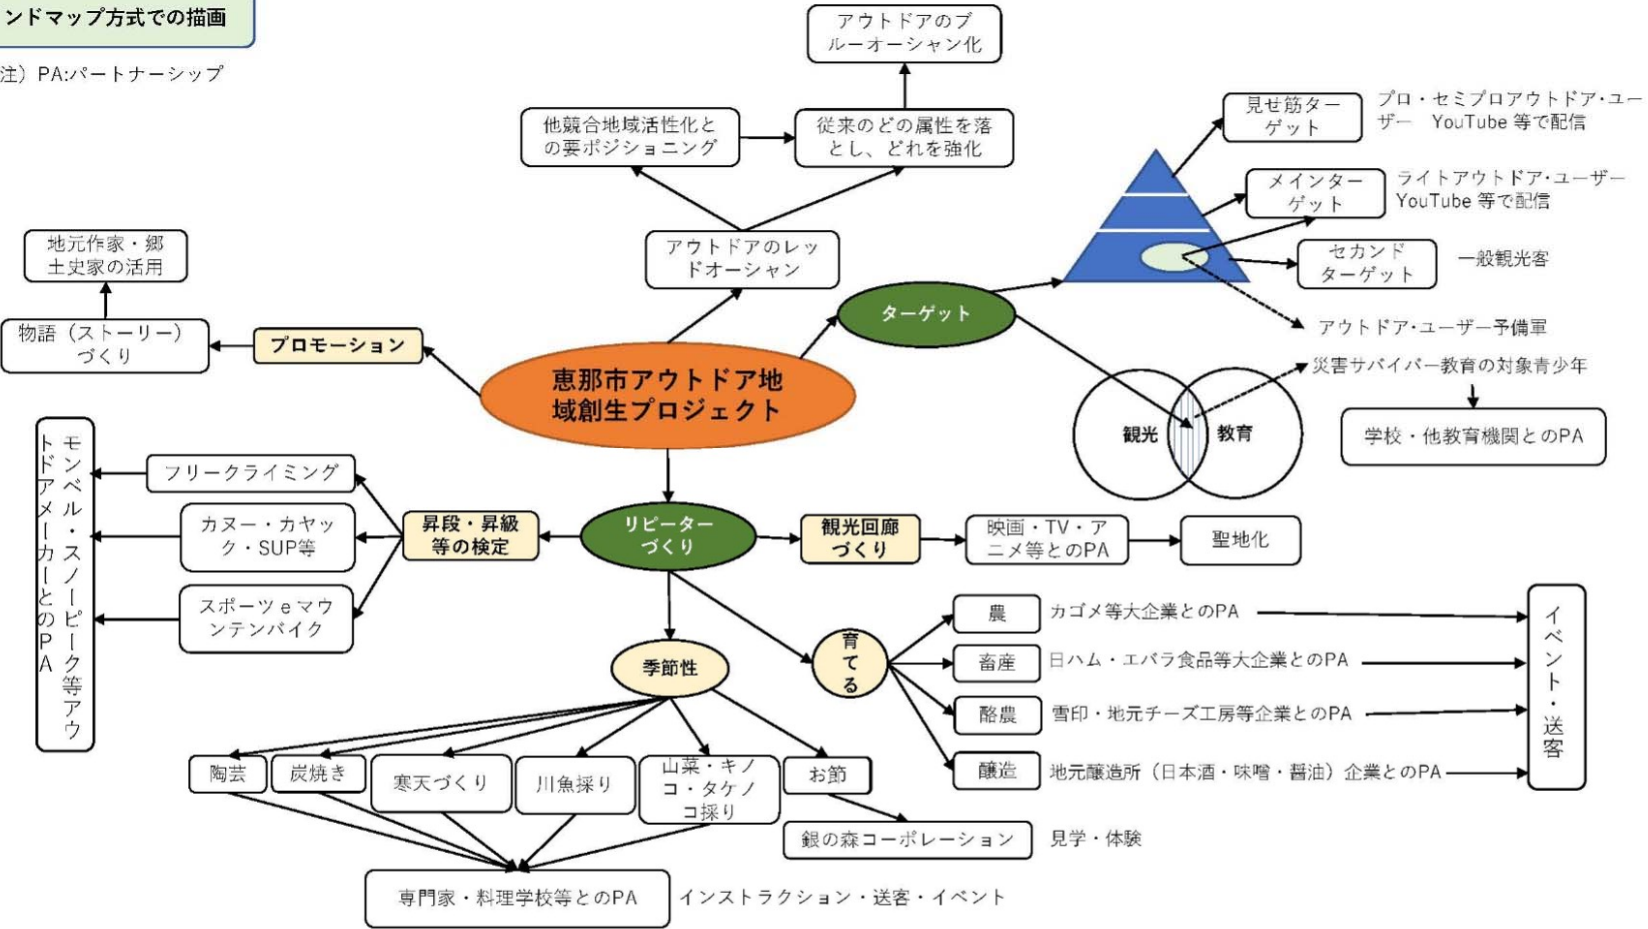 ンドマップ方式での描画
注）PA:パートナーシップ
アウトドアのブ
ルーオーシャン化
他競合地域活性化と
の要ポジショニング
従来のどの属性を落
とし、どれを強化
アウトドアのレッ
ドオーシャン
見せ筋ター
ゲット
プロ・セミプロアウトドア・ユー
ザー　YouTube 等で配信
メインター
ゲット
ライトアウトドア・ユーザー
YouTube 等で配信
セカンド
ターゲット
一般観光客
アウトドア・ユーザー予備軍
ターゲット
地元作家・郷
土史家の活用
物語（ストーリー）
づくり
プロモーション
恵那市アウトドア地
域創生プロジェクト
災害サバイバー教育の対象青少年
学校・他教育機関とのPA
観光
教育
モンベル・スノーピーク等アウ
トドアメーカーとのPA
フリークライミング
カヌー・カヤッ
ク・SUP等
スポーツｅマウ
ンテンバイク
昇段・昇級
等の検定
リピーター
づくり
観光回廊
づくり
映画・TV・ア
ニメ等とのPA
聖地化
季節性
育てる
農
カゴメ等大企業とのPA
畜産
日ハム・エバラ食品等大企業とのPA
酪農
雪印・地元チーズ工房等企業とのPA
醸造
地元醸造所（日本酒・味噌・醤油）企業とのPA
イベント・送客
陶芸
炭焼き
寒天づくり
川魚採り
山菜・キノ
コ・タケノ
コ採り
お節
銀の森コーポレーション
見学・体験
専門家・料理学校等とのPA
インストラクション・送客・イベント